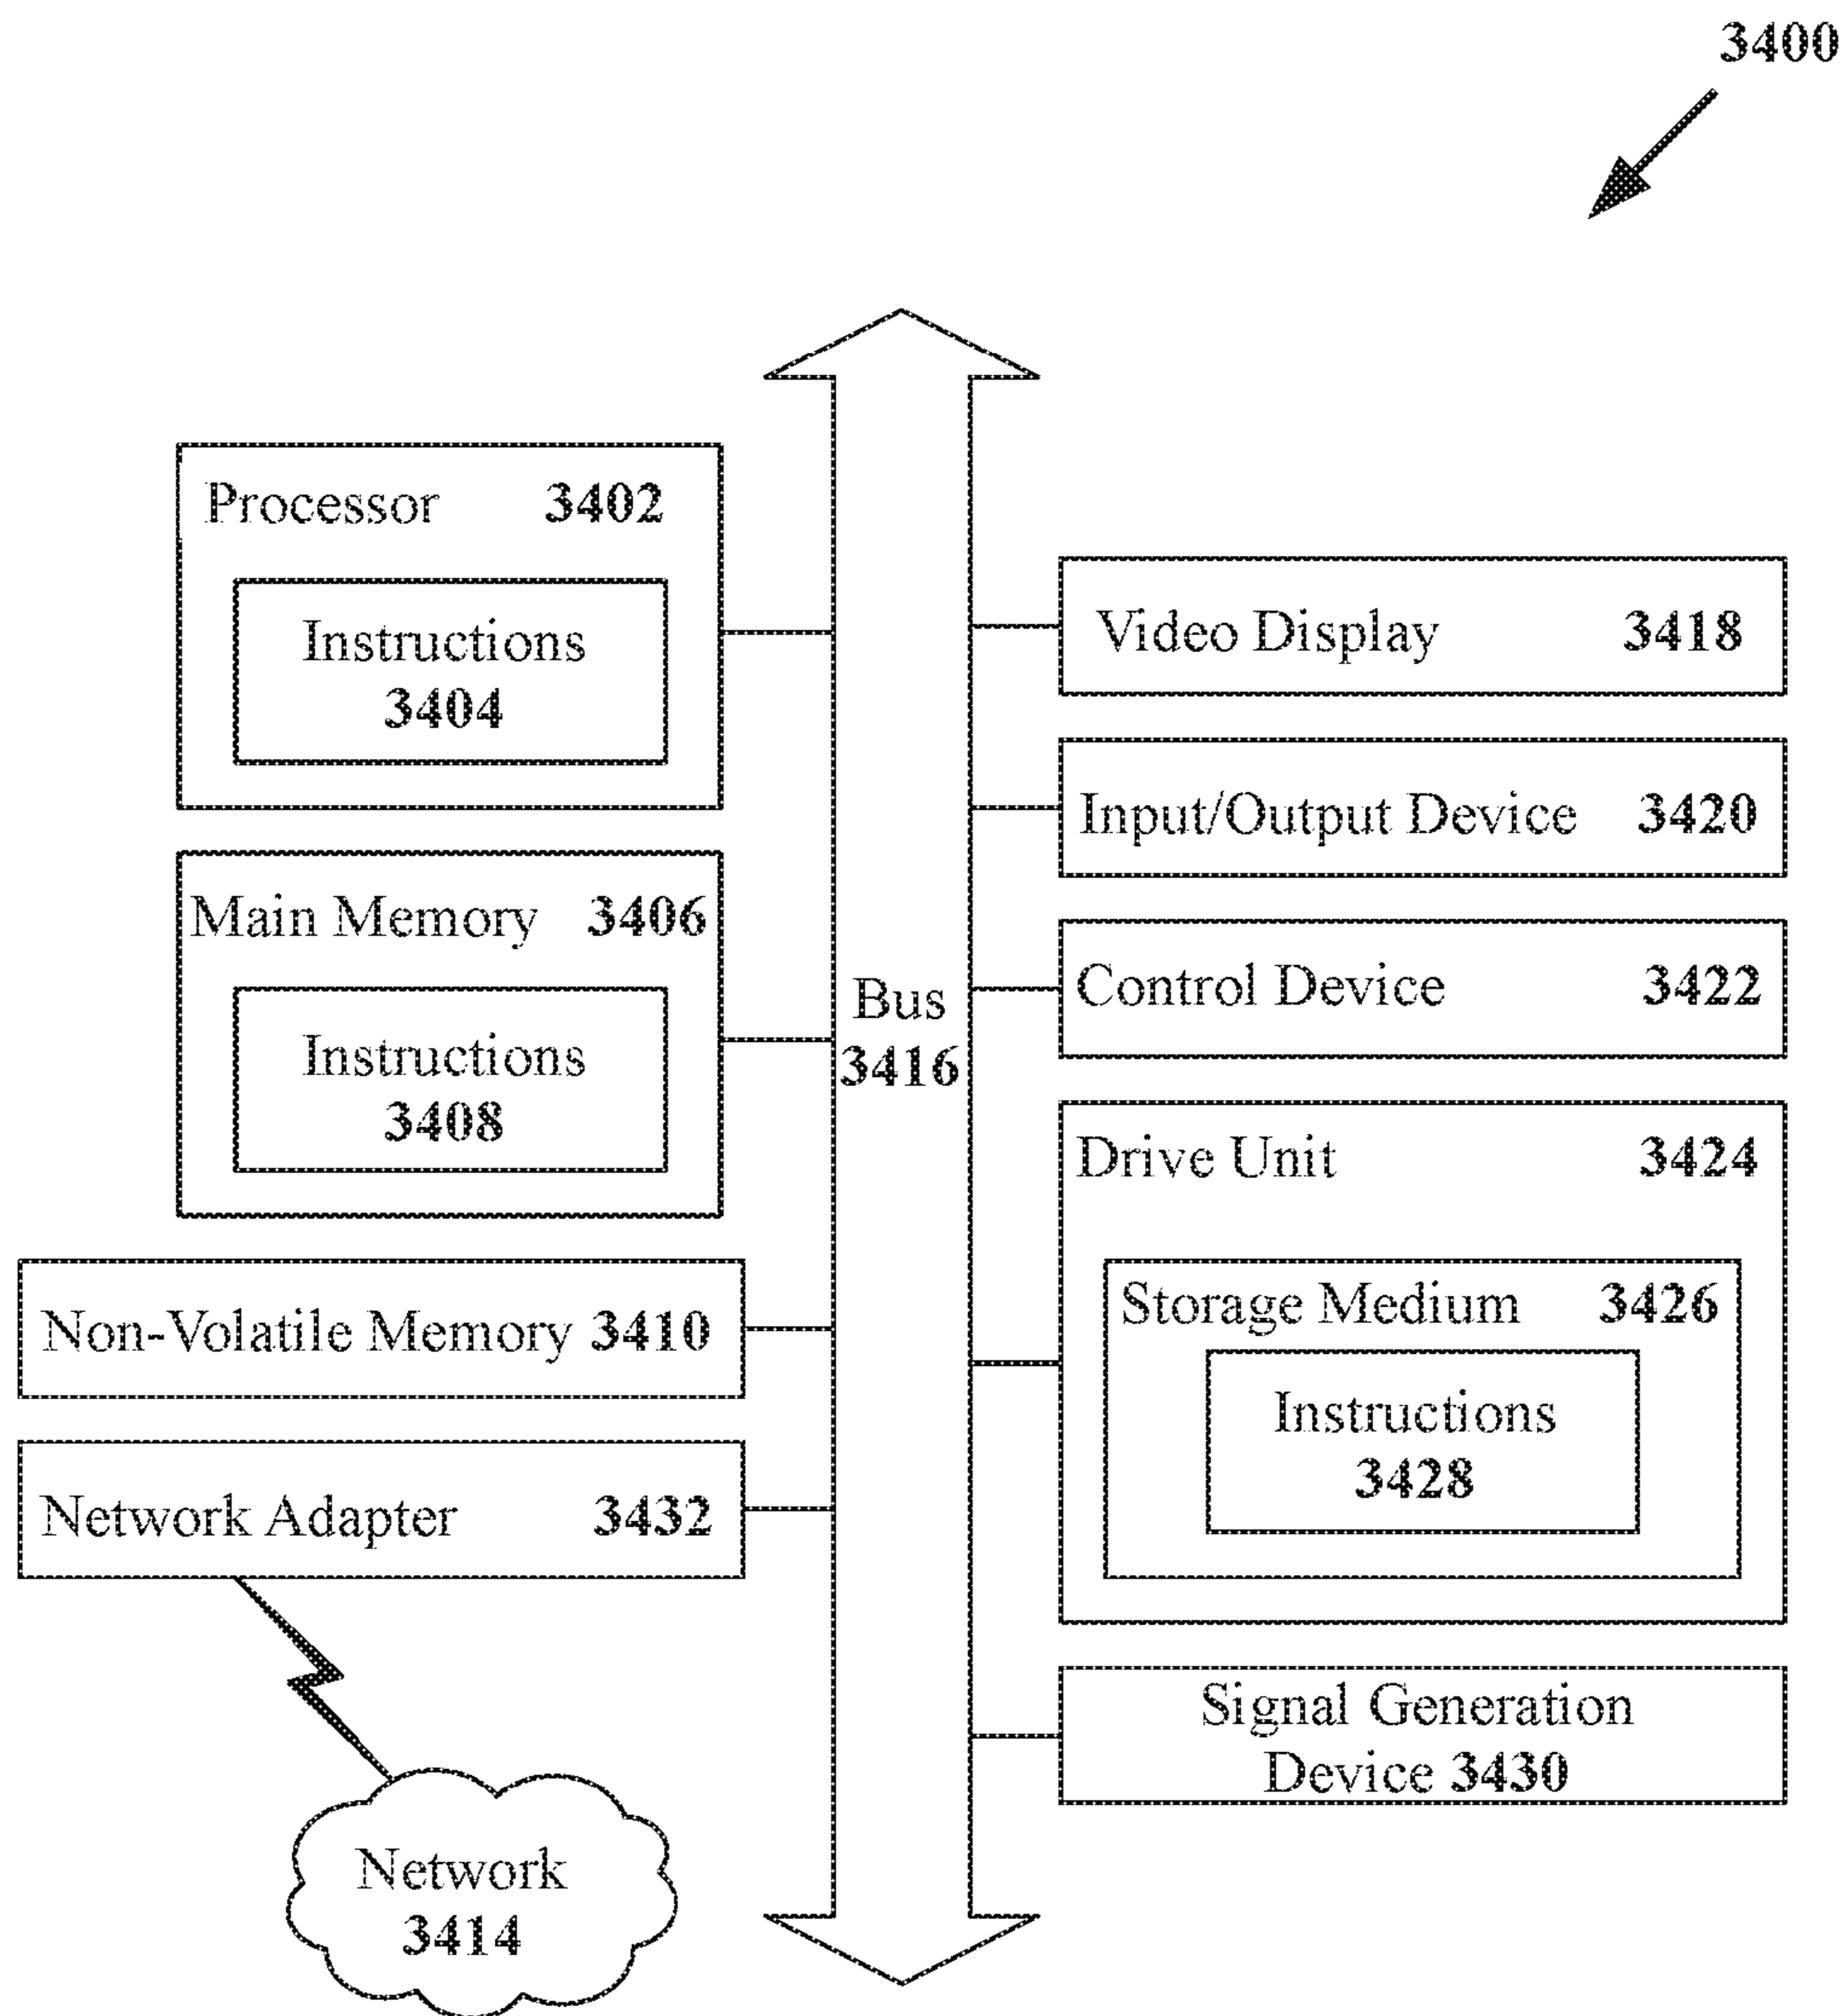 3400
Processor 3402
Instructions
3404
Main Memory 3406
Instructions
3408
Non-Volatile Memory 3410
Network Adapter 3432
Network
3414
Bus
3416
Video Display 3418
Input/Output Device 3420
Control Device 3422
Drive Unit 3424
Storage Medium 3426
Instructions
3428
Signal Generation
Device 3430